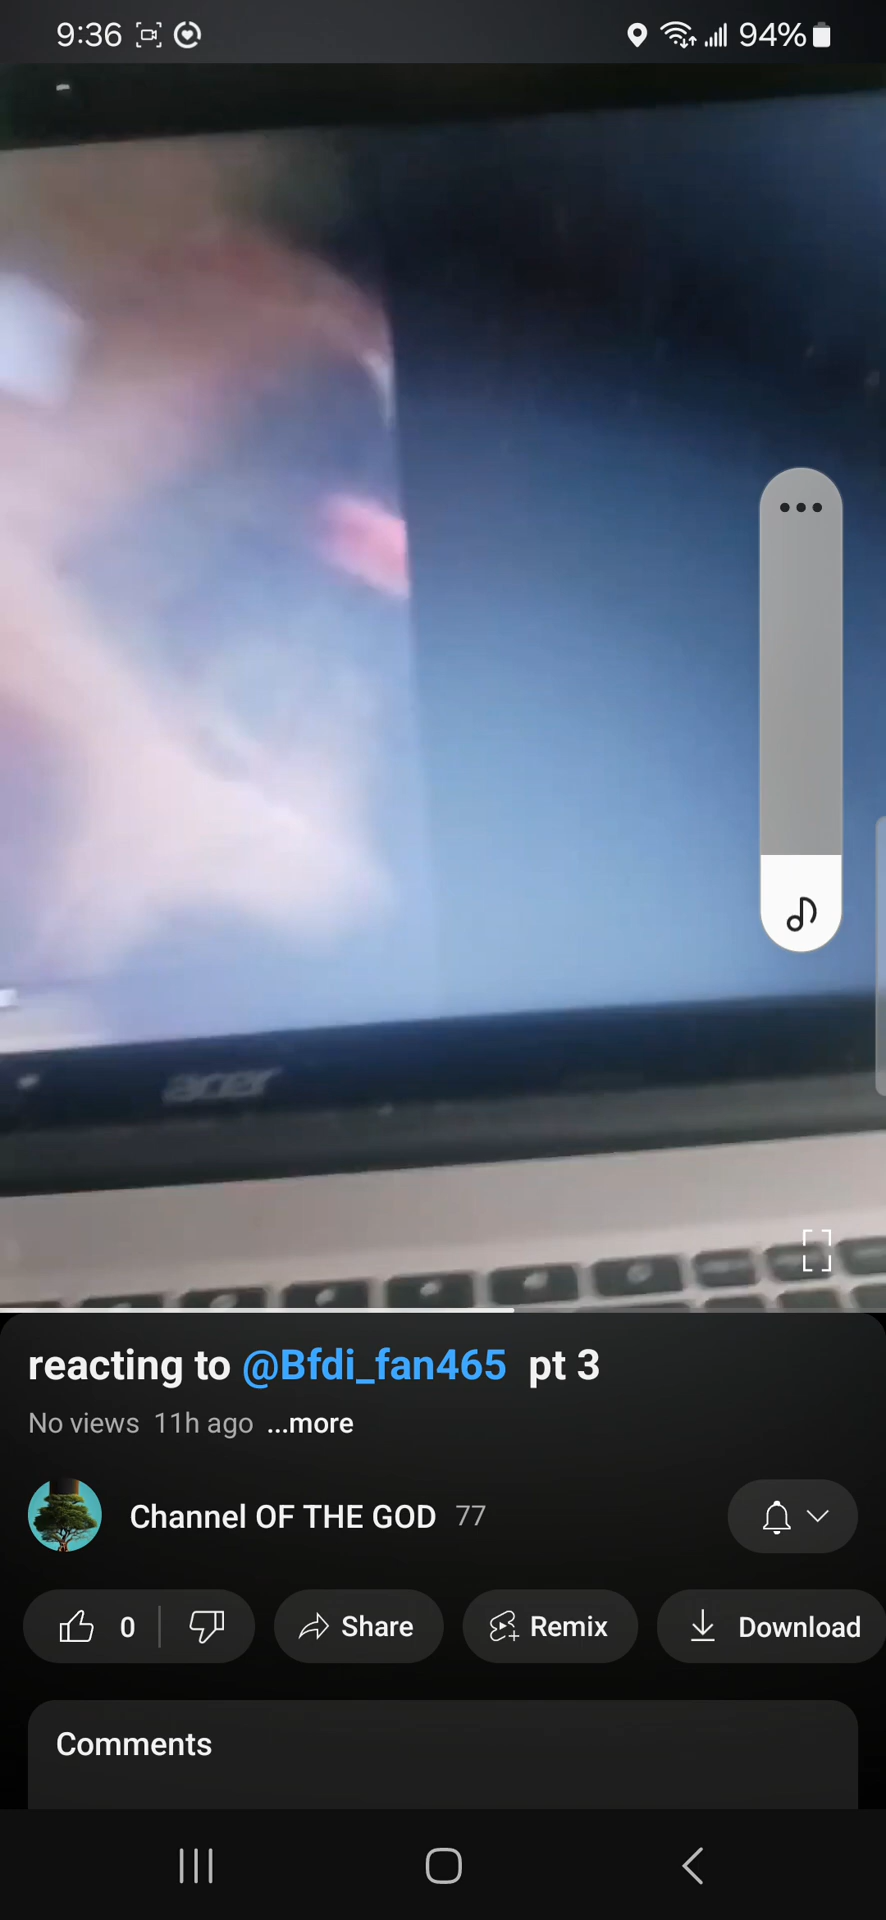 9:36 94%
acer
reacting to @Bfdi_fan465 pt 3
No views 11h ago ...more
Channel OF THE GOD 77
0 Share Remix Download
Comments